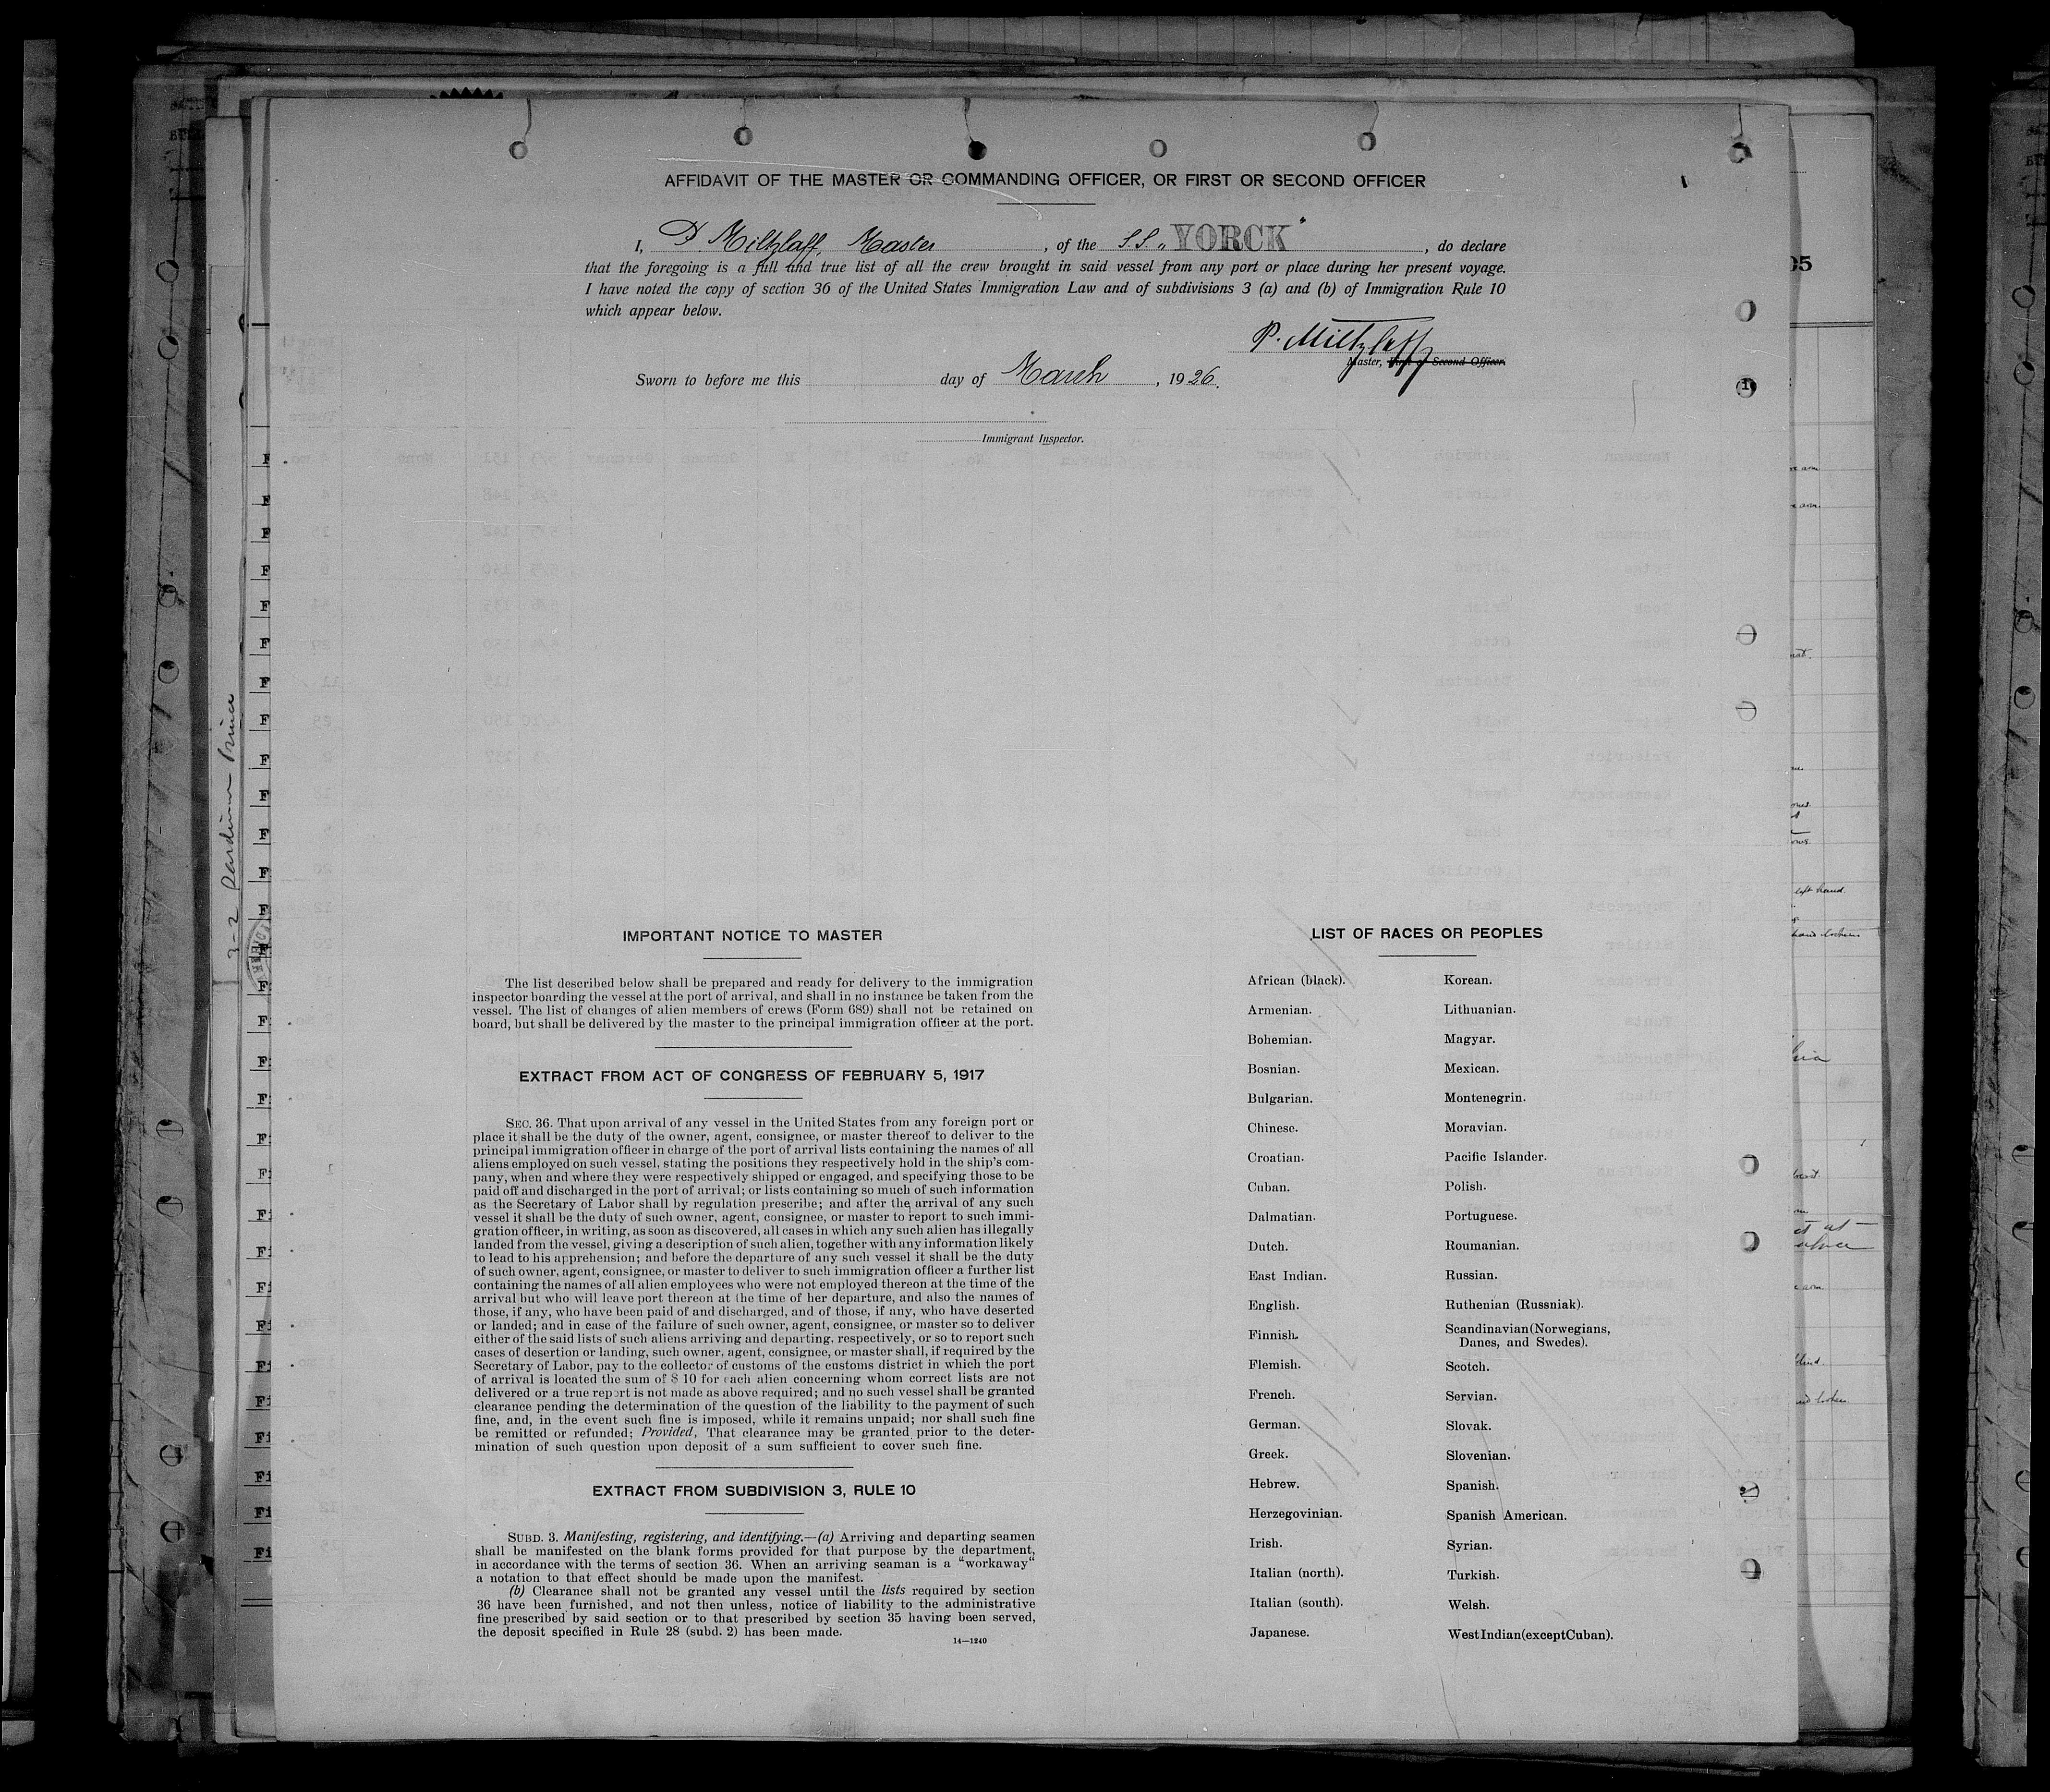 AFFIDAVIT OF THE MASTER OR COMMANDING OFFICER, OR FIRST OR SECOND OFFICER
I, P Miltzlaff, Master, of the S.S. „YORCK", do declare
that the foregoing is a full and true list of all the crew brought in said vessel from any port or place during her present voyage.
I have noted the copy of section 36 of the United States Immigration Law and of subdivisions 3 (a) and (b) of Immigration Rule 10
which appear below.
P. Miltzlaff
Master, First or Second Officer.
Sworn to before me this day of March, 1926.
Immigrant Inspector.
IMPORTANT NOTICE TO MASTER
The list described below shall be prepared and ready for delivery to the immigration
inspector boarding the vessel at the port of arrival, and shall in no instance be taken from the
vessel. The list of changes of alien members of crews (Form 689) shall not be retained on
board, but shall be delivered by the master to the principal immigration officer at the port.
EXTRACT FROM ACT OF CONGRESS OF FEBRUARY 5, 1917
SEC. 36. That upon arrival of any vessel in the United States from any foreign port or
place it shall be the duty of the owner, agent, consignee, or master thereof to deliver to the
principal immigration officer in charge of the port of arrival lists containing the names of all
aliens employed on such vessel, stating the positions they respectively hold in the ship's com-
pany, when and where they were respectively shipped or engaged, and specifying those to be
paid off and discharged in the port of arrival; or lists containing so much of such information
as the Secretary of Labor shall by regulation prescribe; and after the arrival of any such
vessel it shall be the duty of such owner, agent, consignee, or master to report to such immi-
gration officer, in writing, as soon as discovered, all cases in which any such alien has illegally
landed from the vessel, giving a description of such alien, together with any information likely
to lead to his apprehension; and before the departure of any such vessel it shall be the duty
of such owner, agent, consignee, or master to deliver to such immigration officer a further list
containing the names of all alien employees who were not employed thereon at the time of the
arrival but who will leave port thereon at the time of her departure, and also the names of
those, if any, who have been paid of and discharged, and of those, if any, who have deserted
or landed; and in case of the failure of such owner, agent, consignee, or master so to deliver
either of the said lists of such aliens arriving and departing, respectively, or so to report such
cases of desertion or landing, such owner, agent, consignee, or master shall, if required by the
Secretary of Labor, pay to the collector of customs of the customs district in which the port
of arrival is located the sum of $ 10 for each alien concerning whom correct lists are not
delivered or a true report is not made as above required; and no such vessel shall be granted
clearance pending the determination of the question of the liability to the payment of such
fine, and, in the event such fine is imposed, while it remains unpaid; nor shall such fine
be remitted or refunded; Provided, That clearance may be granted prior to the deter-
mination of such question upon deposit of a sum sufficient to cover such fine.
EXTRACT FROM SUBDIVISION 3, RULE 10
SUBD. 3. Manifesting, registering, and identifying.—(a) Arriving and departing seamen
shall be manifested on the blank forms provided for that purpose by the department,
in accordance with the terms of section 36. When an arriving seaman is a "workaway"
a notation to that effect should be made upon the manifest.
(b) Clearance shall not be granted any vessel until the lists required by section
36 have been furnished, and not then unless, notice of liability to the administrative
fine prescribed by said section or to that prescribed by section 35 having been served,
the deposit specified in Rule 28 (subd. 2) has been made.
14—1240
LIST OF RACES OR PEOPLES
African (black).
Armenian.
Bohemian.
Bosnian.
Bulgarian.
Chinese.
Croatian.
Cuban.
Dalmatian.
Dutch.
East Indian.
English.
Finnish.
Flemish.
French.
German.
Greek.
Hebrew.
Herzegovinian.
Irish.
Italian (north).
Italian (south).
Japanese.
Korean.
Lithuanian.
Magyar.
Mexican.
Montenegrin.
Moravian.
Pacific Islander.
Polish.
Portuguese.
Roumanian.
Russian.
Ruthenian (Russniak).
Scandinavian (Norwegians,
Danes, and Swedes).
Scotch.
Servian.
Slovak.
Slovenian.
Spanish.
Spanish American.
Syrian.
Turkish.
Welsh.
West Indian (except Cuban).